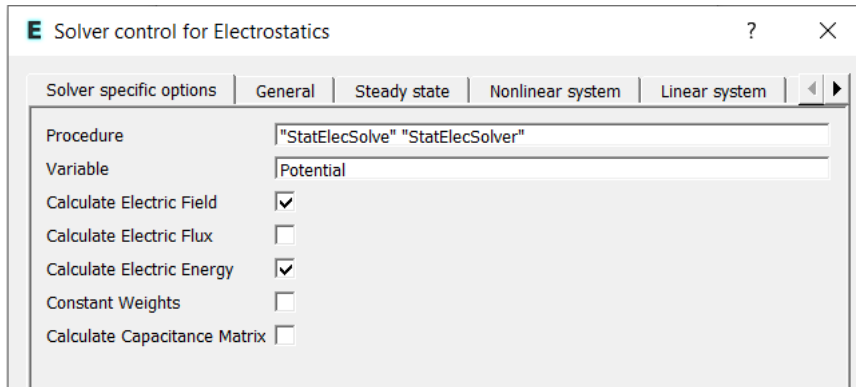 E Solver control for Electrostatics ?
Solver specific options General Steady state Nonlinear system Linear system
Procedure "StatElecSolve" "StatElecSolver"
Variable Potential
Calculate Electric Field
Calculate Electric Flux
Calculate Electric Energy
Constant Weights
Calculate Capacitance Matrix